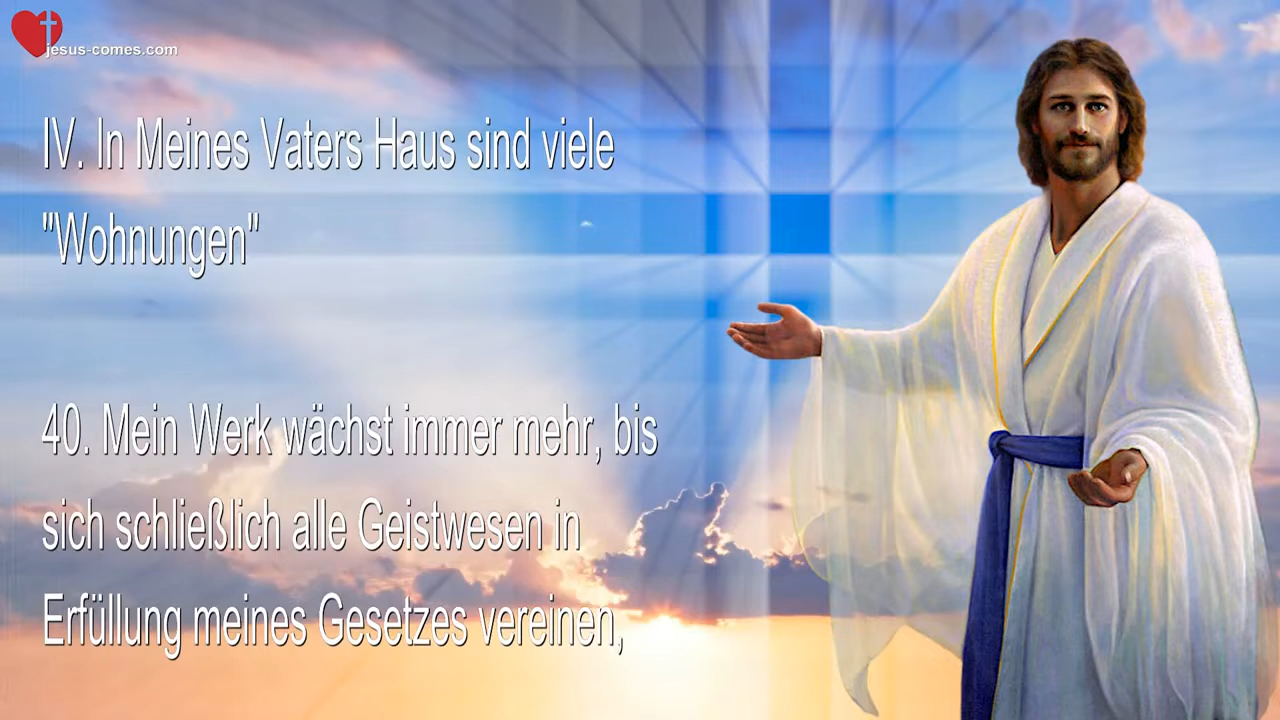 jesus-comes.com
IV. In Meines Vaters Haus sind viele
"Wohnungen"
40. Mein Werk wächst immer mehr, bis
sich schließlich alle Geistwesen in
Erfüllung meines Gesetzes vereinen,